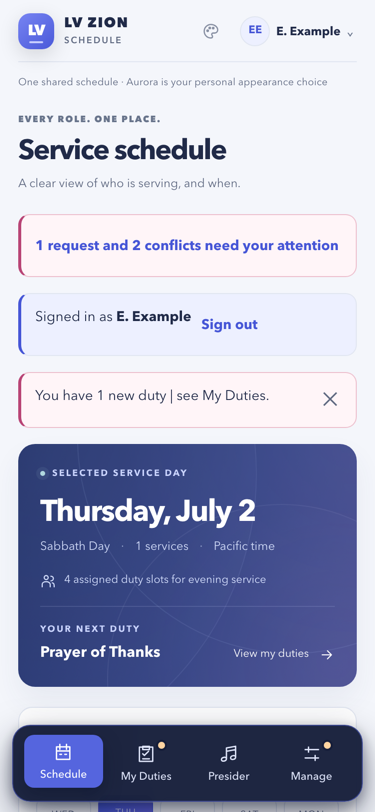 LV
LV ZION
SCHEDULE
EE
E. Example
One shared schedule · Aurora is your personal appearance choice
EVERY ROLE. ONE PLACE.
Service schedule
A clear view of who is serving, and when.
1 request and 2 conflicts need your attention
Signed in as E. Example
Sign out
You have 1 new duty | see My Duties.
SELECTED SERVICE DAY
Thursday, July 2
Sabbath Day · 1 services · Pacific time
4 assigned duty slots for evening service
YOUR NEXT DUTY
Prayer of Thanks
View my duties →
Schedule
My Duties
Presider
Manage